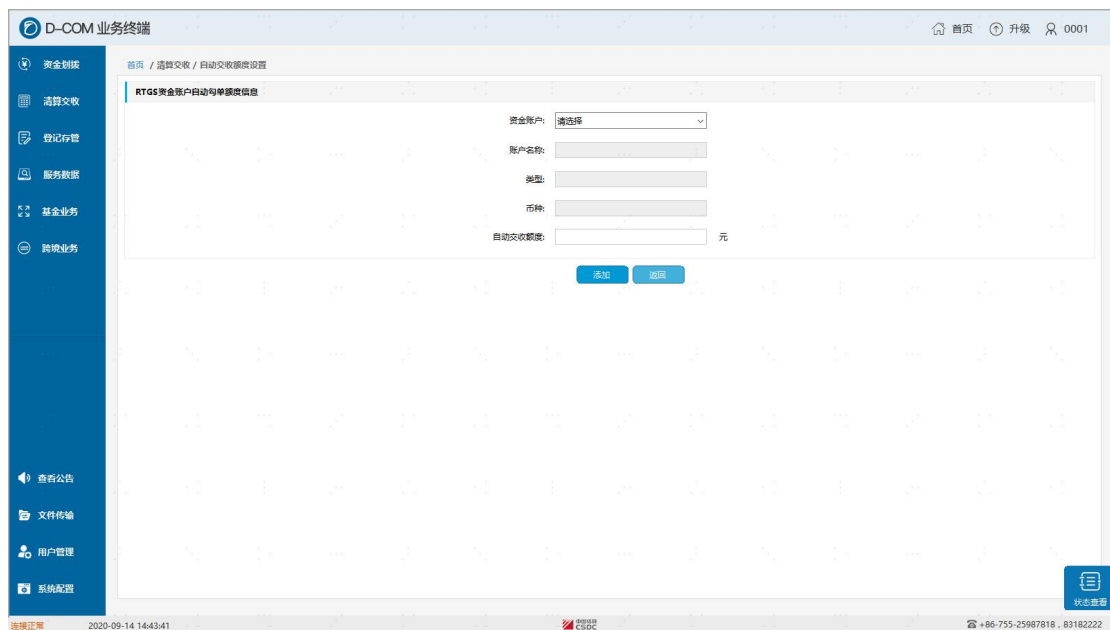 D-COM 业务终端
首页 升级 0001
资金划拨
清算交收
登记存管
服务数据
基金业务
跨境业务
查看公告
文件传输
用户管理
系统配置
首页 / 清算交收 / 自动交收额度设置
RTGS资金账户自动勾单额度信息
资金账户: 请选择
账户名称:
类型:
币种:
自动交收额度: 元
添加 返回
状态查看
连接正常 2020-09-14 14:43:41 中国结算 CSDC +86-755-25987818 , 83182222